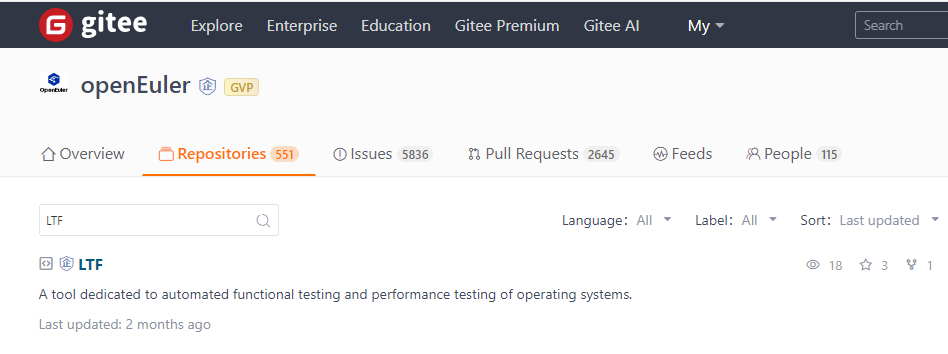 gitee Explore Enterprise Education Gitee Premium Gitee AI My Search
OpenEuler openEuler GVP
Overview Repositories 551 Issues 5836 Pull Requests 2645 Feeds People 115
LTF Language: All Label: All Sort: Last updated
LTF 18 3 1
A tool dedicated to automated functional testing and performance testing of operating systems.
Last updated: 2 months ago